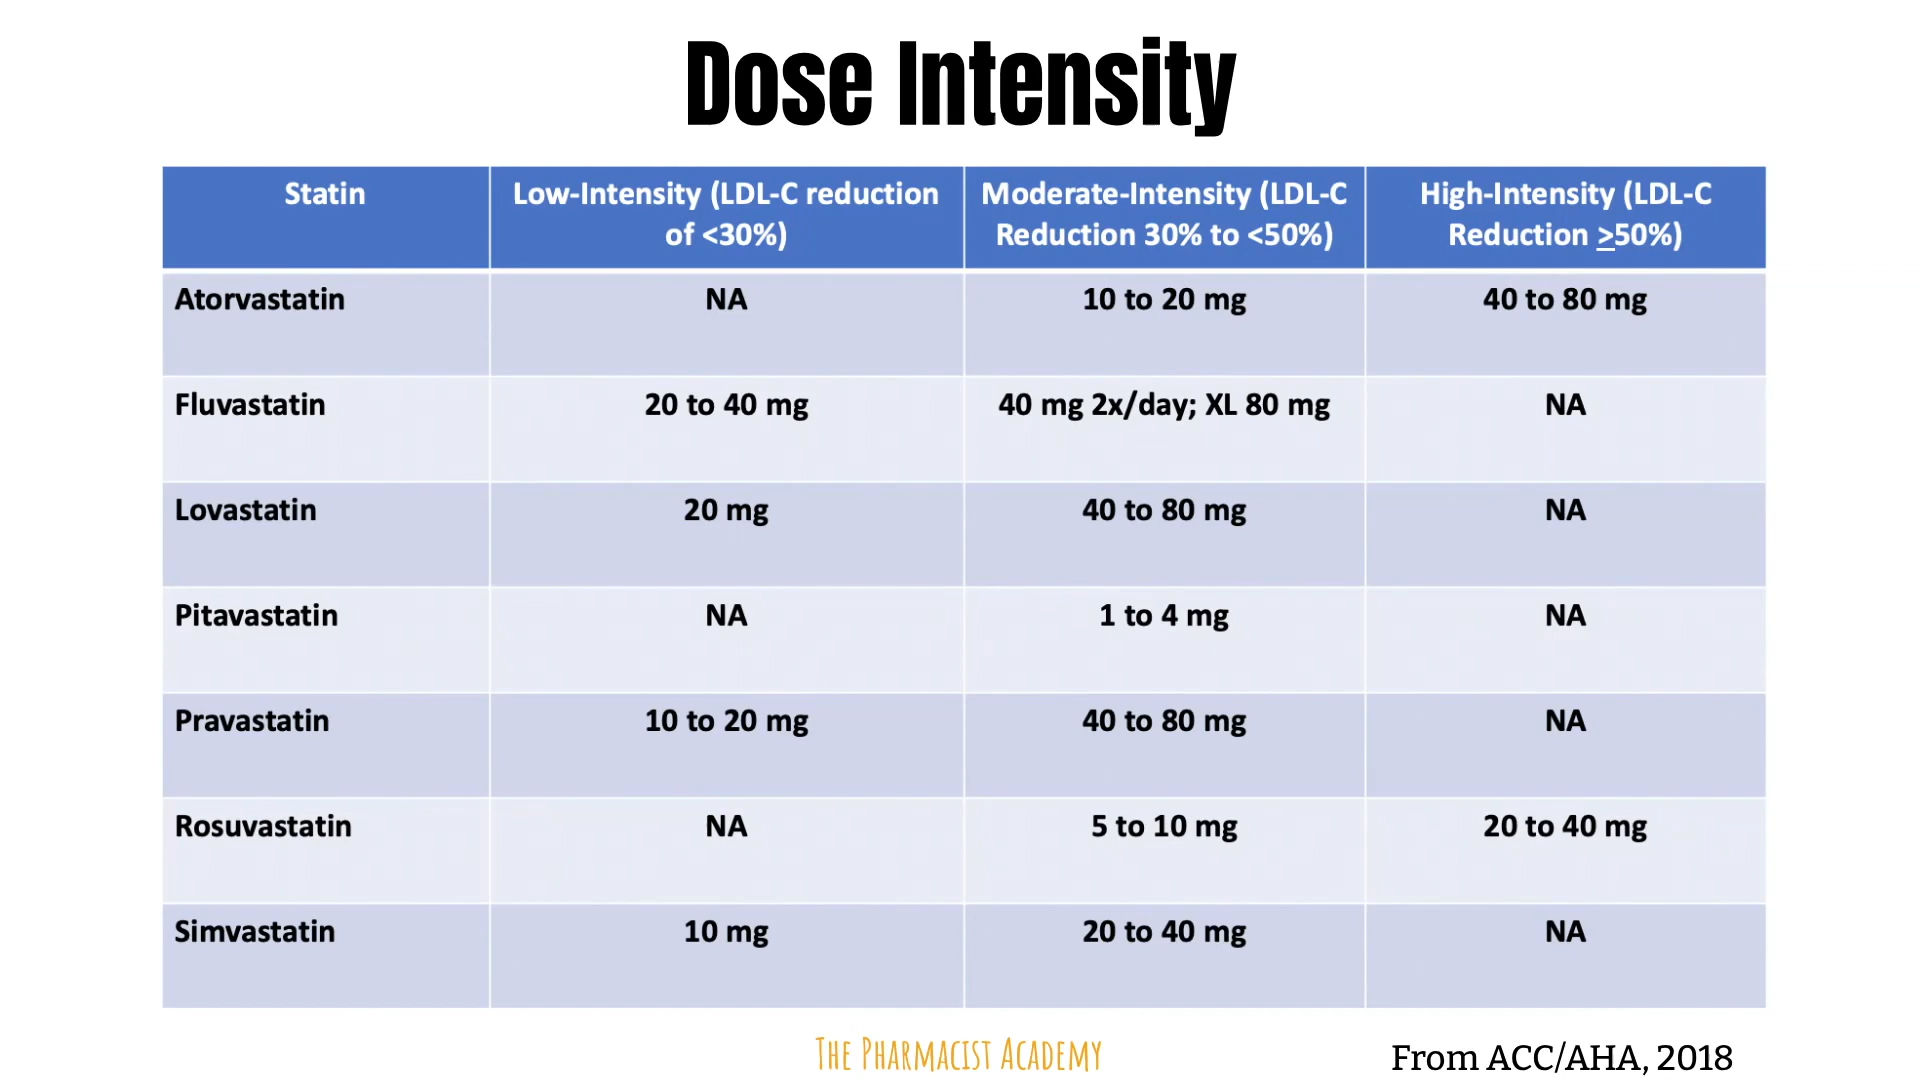 Dose Intensity
Statin
Low-Intensity (LDL-C reduction
of <30%)
Moderate-Intensity (LDL-C
Reduction 30% to <50%)
High-Intensity (LDL-C
Reduction ≥50%)
Atorvastatin NA 10 to 20 mg 40 to 80 mg
Fluvastatin 20 to 40 mg 40 mg 2x/day; XL 80 mg NA
Lovastatin 20 mg 40 to 80 mg NA
Pitavastatin NA 1 to 4 mg NA
Pravastatin 10 to 20 mg 40 to 80 mg NA
Rosuvastatin NA 5 to 10 mg 20 to 40 mg
Simvastatin 10 mg 20 to 40 mg NA
The Pharmacist Academy
From ACC/AHA, 2018